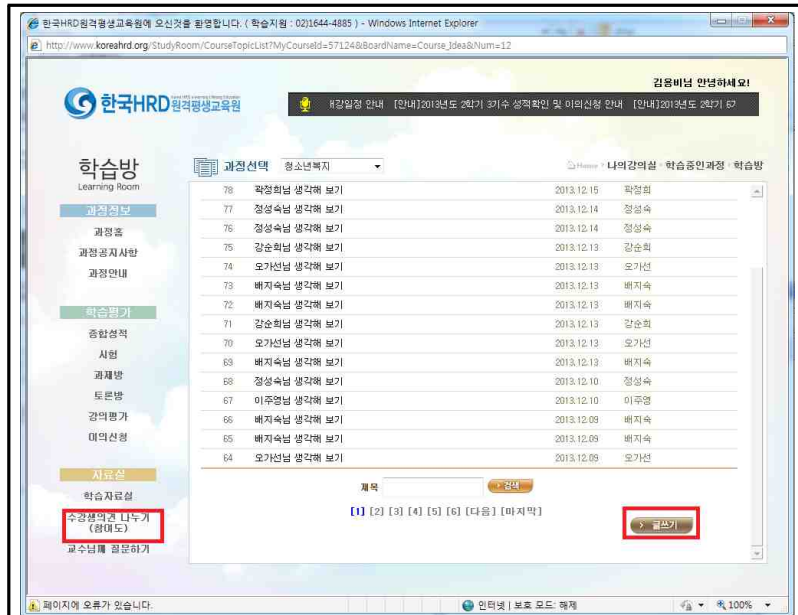 한국HRD원격평생교육원에 오신것을 환영합니다. ( 학습지원 : 02)1644-4885 ) - Windows Internet Explorer
http://www.koreahrd.org/StudyRoom/CourseTopicList?MyCourseId=57124&BoardName=Course_Idea&Num=12
김용비님 안녕하세요!
한국HRD원격평생교육원
H강일정 안내 [안내]2013년도 2학기 3기수 성적확인 및 이의신청 안내 [안내]2013년도 2학기 6기
학습방
Learning Room
과정선택 청소년복지
Home 나의강의실 학습중인과정 학습방
과정정보
과정홈
과정공지사항
과정안내
학습평가
종합성적
시험
과제방
토론방
강의평가
이의신청
자료실
학습자료실
수강생의견 나누기
(참여도)
교수님께 질문하기
78 곽정희님 생각해 보기 2013.12.15 곽정희
77 정성숙님 생각해 보기 2013.12.14 정성숙
76 정성숙님 생각해 보기 2013.12.14 정성숙
75 강순희님 생각해 보기 2013.12.13 강순희
74 오가선님 생각해 보기 2013.12.13 오가선
73 배지숙님 생각해 보기 2013.12.13 배지숙
72 배지숙님 생각해 보기 2013.12.13 배지숙
71 강순희님 생각해 보기 2013.12.13 강순희
70 오가선님 생각해 보기 2013.12.13 오가선
69 배지숙님 생각해 보기 2013.12.13 배지숙
68 정성숙님 생각해 보기 2013.12.10 정성숙
67 이주영님 생각해 보기 2013.12.10 이주영
66 배지숙님 생각해 보기 2013.12.09 배지숙
65 배지숙님 생각해 보기 2013.12.09 배지숙
64 오가선님 생각해 보기 2013.12.09 오가선
제목 검색
[1] [2] [3] [4] [5] [6] [다음] [마지막]
글쓰기
페이지에 오류가 있습니다. 인터넷 | 보호 모드: 해제 100%